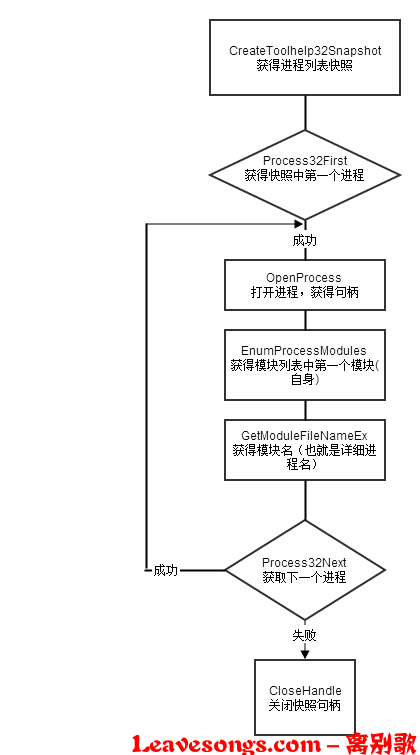 CreateToolhelp32Snapshot
获得进程列表快照
Process32First
获得快照中第一个进程
成功
OpenProcess
打开进程，获得句柄
EnumProcessModules
获得模块列表中第一个模块(
自身)
GetModuleFileNameEx
获得模块名（也就是详细进
程名）
Process32Next
获取下一个进程
成功
失败
CloseHandle
关闭快照句柄
Leavesongs.com - 离别歌